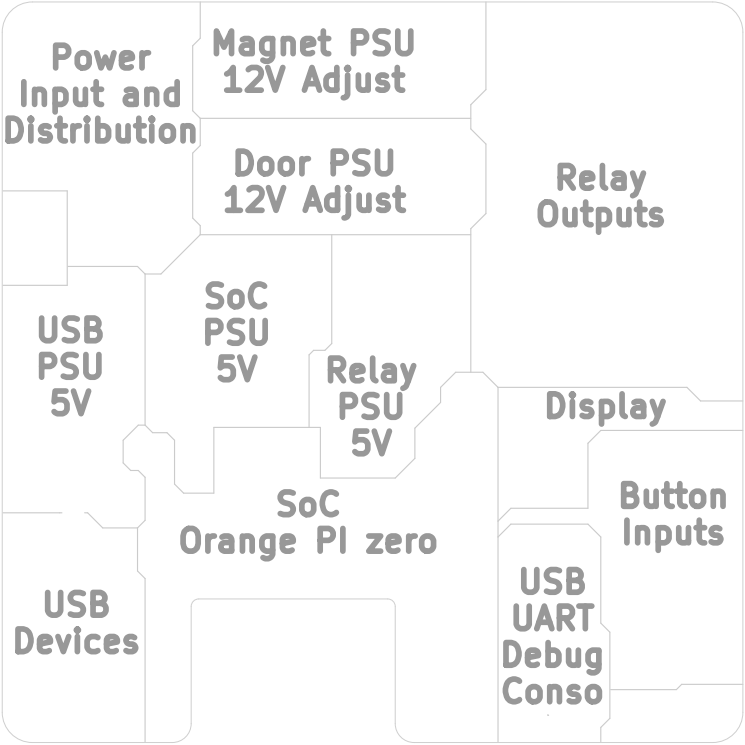 Power
Input and
Distribution
Magnet PSU
12V Adjust
Door PSU
12V Adjust
Relay
Outputs
SoC
PSU
5V
USB
PSU
5V
Relay
PSU
5V
Display
SoC
Orange PI zero
Button
Inputs
USB
Devices
USB
UART
Debug
Conso